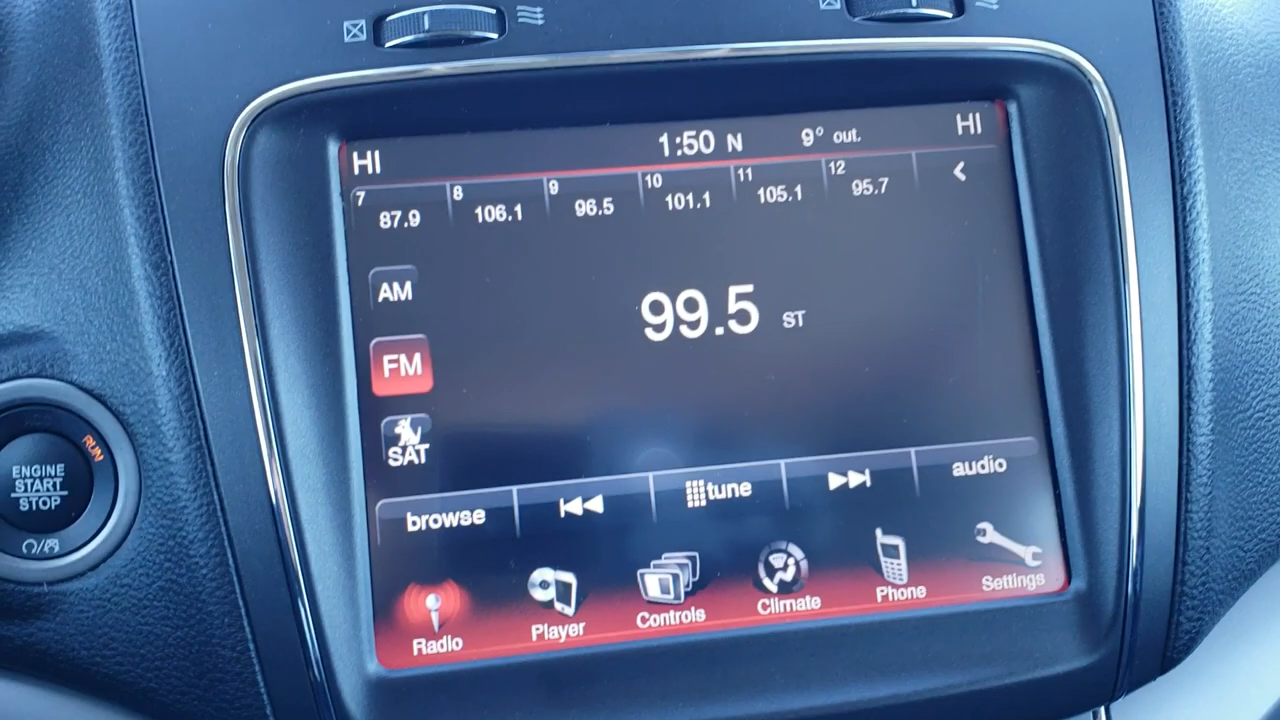 HI 1:50 N 9° out. HI
7 8 9 10 11 12
87.9 106.1 96.5 101.1 105.1 95.7
AM
99.5 ST
FM
SAT
browse tune audio
Radio Player Controls Climate Phone Settings
RUN
ENGINE
START
STOP